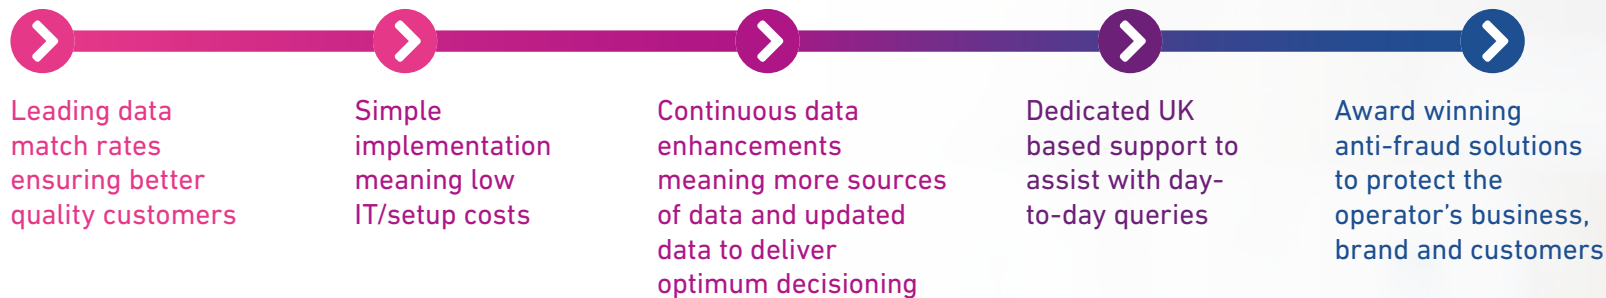 Leading data
match rates
ensuring better
quality customers
Simple
implementation
meaning low
IT/setup costs
Continuous data
enhancements
meaning more sources
of data and updated
data to deliver
optimum decisioning
Dedicated UK
based support to
assist with day-
to-day queries
Award winning
anti-fraud solutions
to protect the
operator’s business,
brand and customers